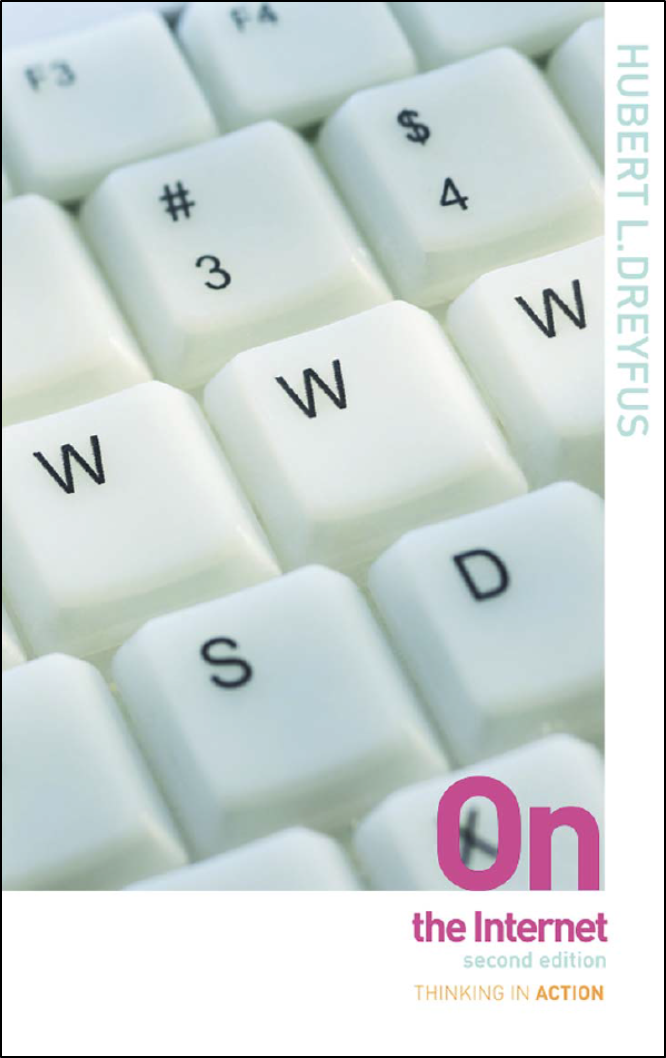 HUBERT L. DREYFUS
F3
F4
#
3
$
4
W
W
W
S
D
X
On
the Internet
second edition
THINKING IN ACTION